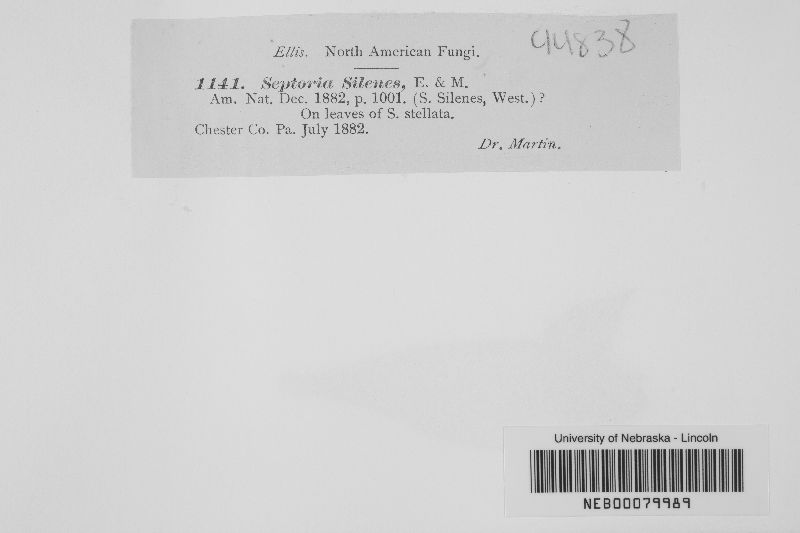 44838
Ellis. North American Fungi.
1141. Septoria Silenes, E. & M.
Am. Nat. Dec. 1882, p. 1001. (S. Silenes, West.)?
On leaves of S. stellata.
Chester Co. Pa. July 1882.
Dr. Martin.
University of Nebraska - Lincoln
NEB00079989